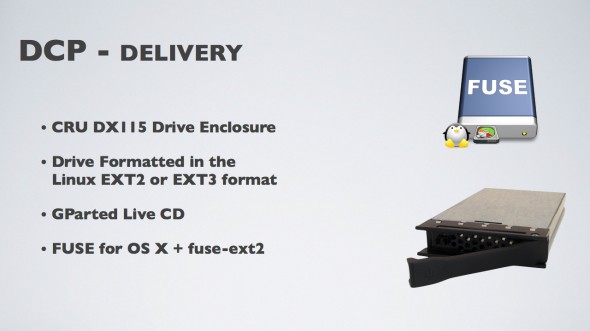 DCP - DELIVERY
FUSE
• CRU DX115 Drive Enclosure
• Drive Formatted in the
Linux EXT2 or EXT3 format
• GParted Live CD
• FUSE for OS X + fuse-ext2